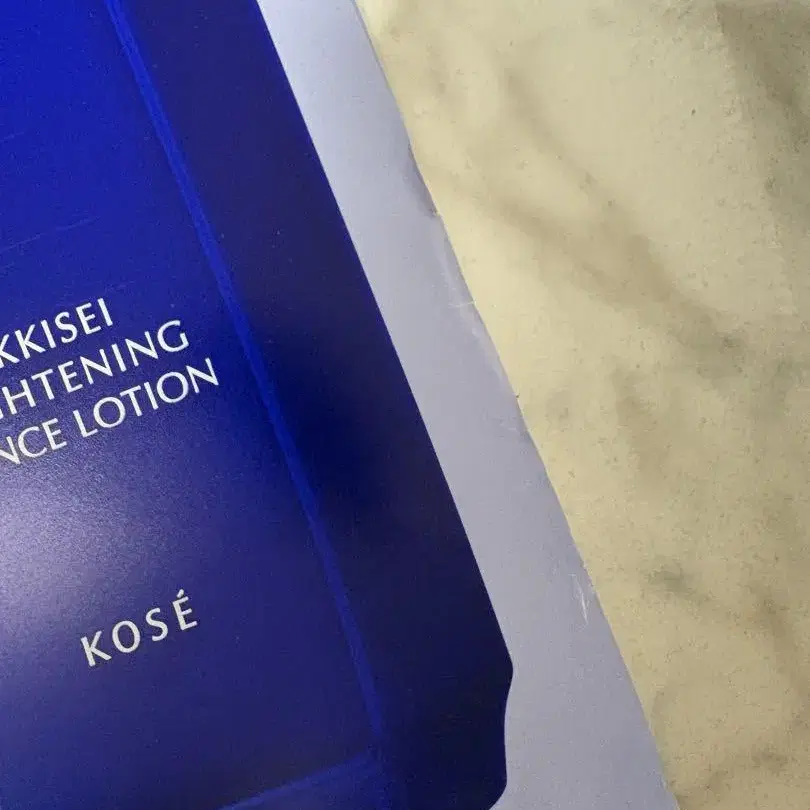 KKISEI
HTENING
NCE LOTION
KOSÉ